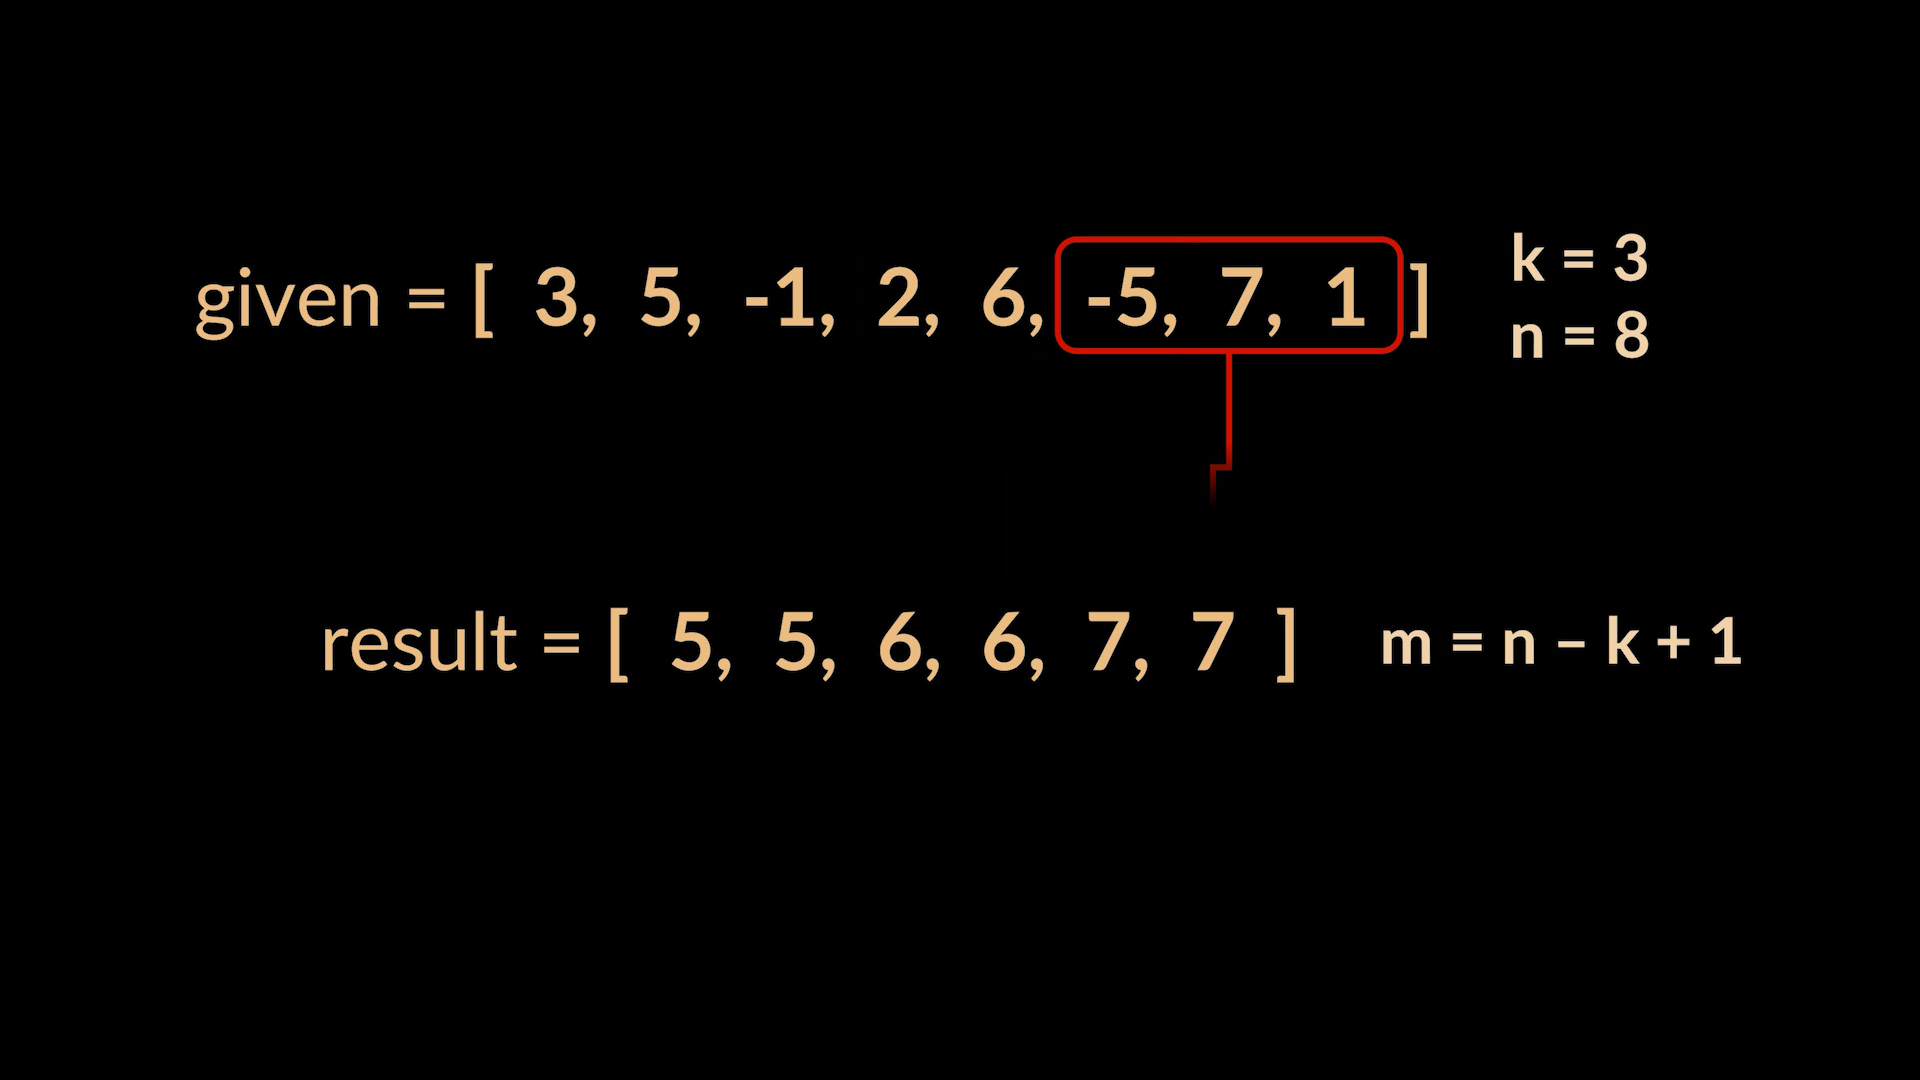 given = [ 3, 5, -1, 2, 6, -5, 7, 1 ]
k = 3
n = 8
result = [ 5, 5, 6, 6, 7, 7 ]
m = n – k + 1